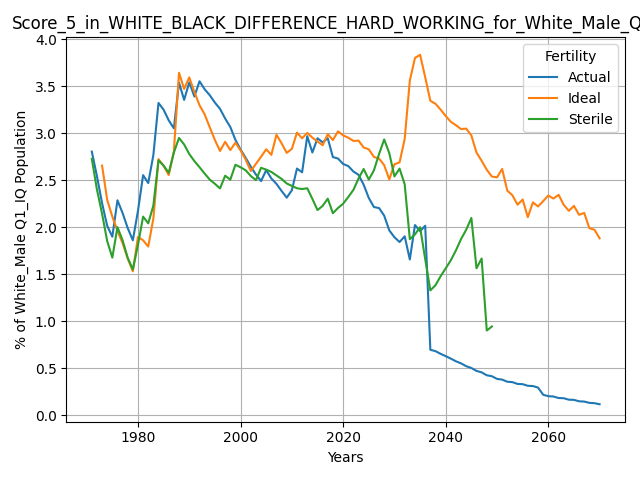 Score_5_in_WHITE_BLACK_DIFFERENCE_HARD_WORKING_for_White_Male_Q
% of White_Male Q1_IQ Population
4.0
3.5
3.0
2.5
2.0
1.5
1.0
0.5
0.0
Fertility
Actual
Ideal
Sterile
1980
2000
2020
2040
2060
Years